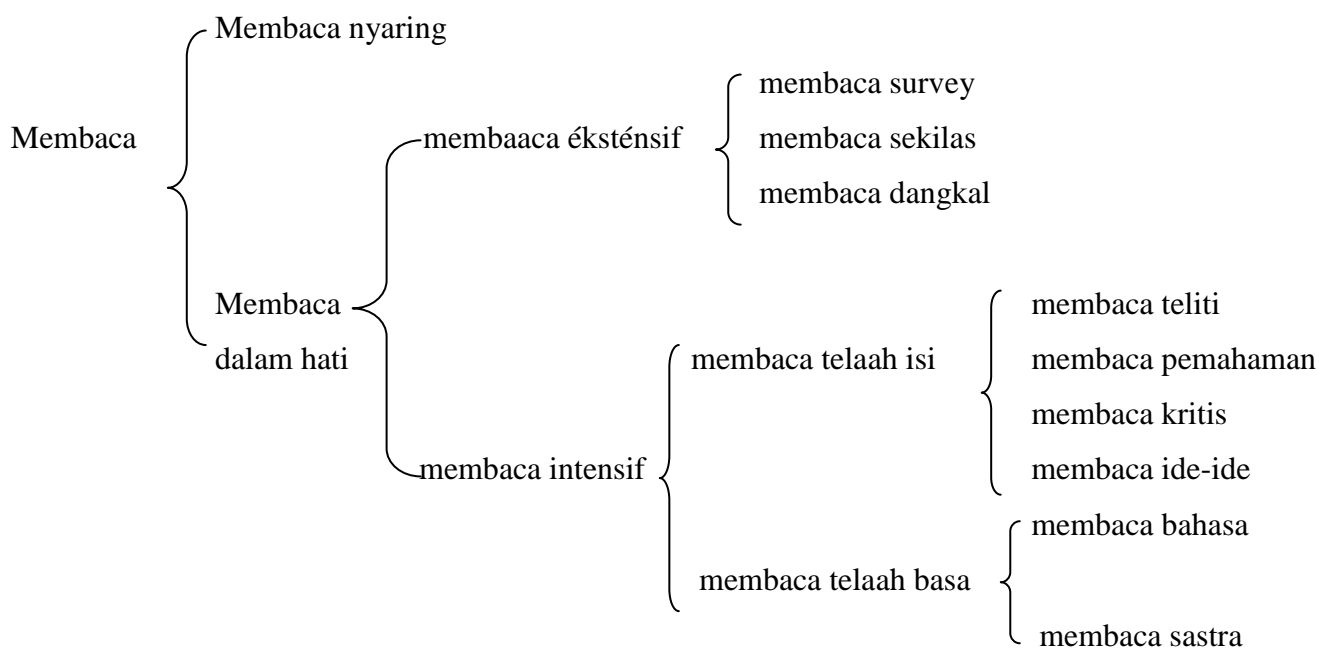 Membaca nyaring
membaca survey
Membaca
membaaca éksténsif
membaca sekilas
membaca dangkal
Membaca
dalam hati
membaca teliti
membaca telaah isi
membaca pemahaman
membaca kritis
membaca intensif
membaca ide-ide
membaca bahasa
membaca telaah basa
membaca sastra